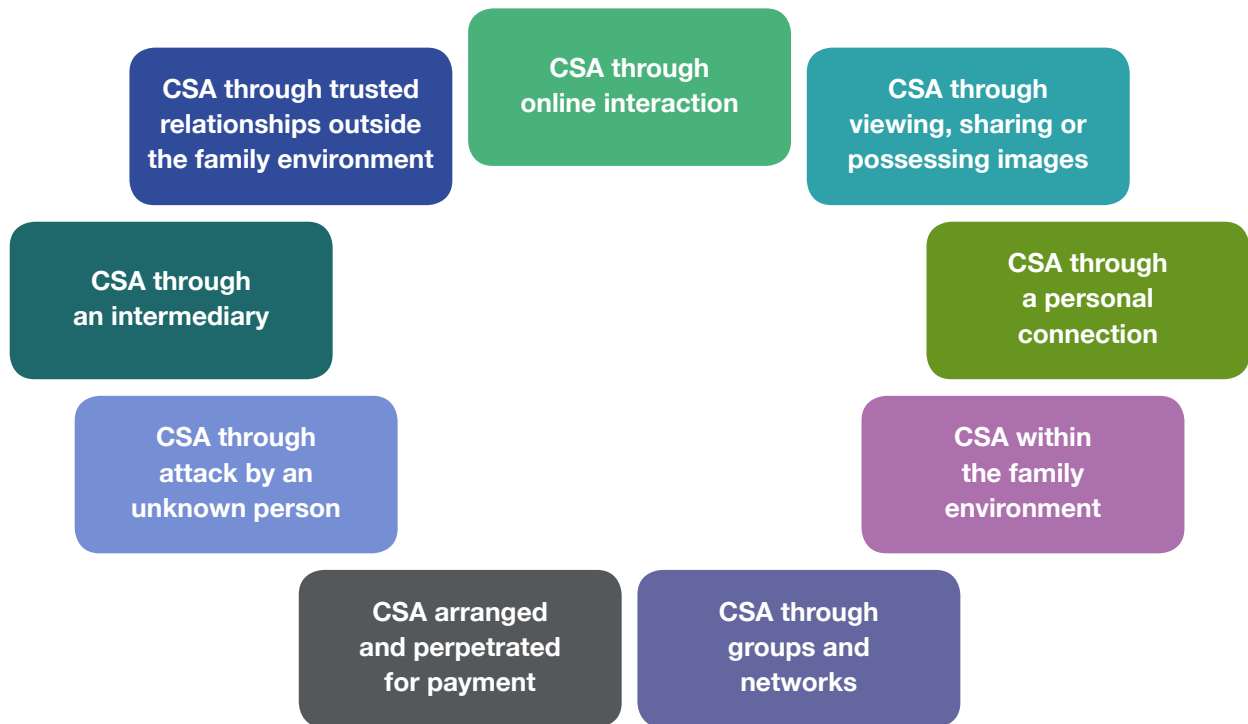 CSA through
online interaction
CSA through trusted
relationships outside
the family environment
CSA through
viewing, sharing or
possessing images
CSA through
an intermediary
CSA through
a personal
connection
CSA through
attack by an
unknown person
CSA within
the family
environment
CSA arranged
and perpetrated
for payment
CSA through
groups and
networks